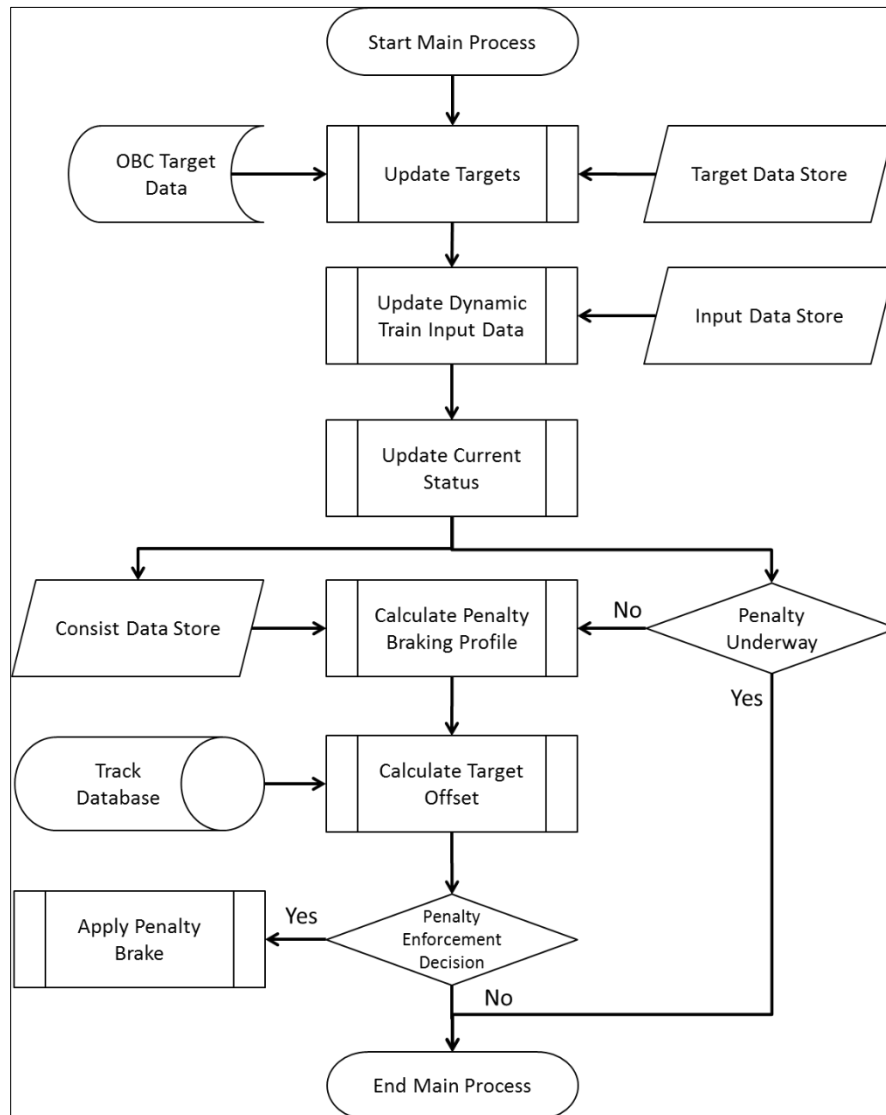 Start Main Process
OBC Target
Data
Update Targets
Target Data Store
Update Dynamic
Train Input Data
Input Data Store
Update Current
Status
Consist Data Store
Calculate Penalty
Braking Profile
No
Penalty
Underway
Yes
Track
Database
Calculate Target
Offset
Apply Penalty
Brake
Yes
Penalty
Enforcement
Decision
No
End Main Process